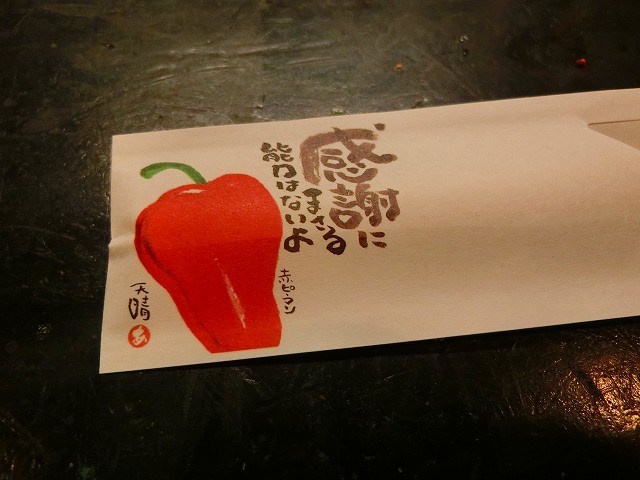 感謝に
まさる
能力はないよ
赤ピーマン
天晴
あ